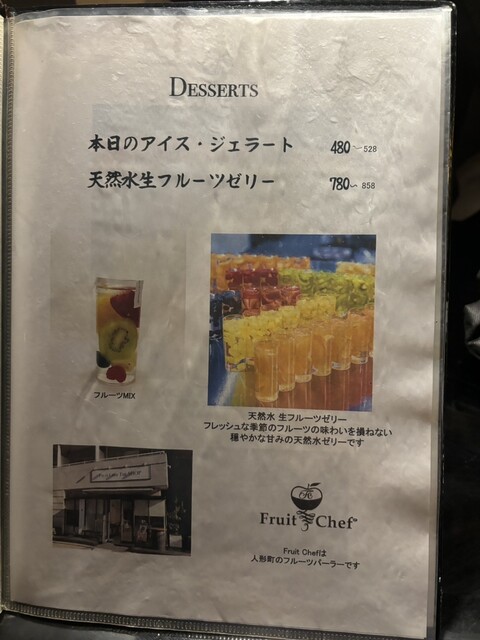 DESSERTS
本日のアイス・ジェラート 480〜528
天然水生フルーツゼリー 780〜858
フルーツMIX
天然水 生フルーツゼリー
フレッシュな季節のフルーツの味わいを損ねない
穏やかな甘みの天然水ゼリーです
Fruit Chef
Fruit Chefは
人形町のフルーツパーラーです